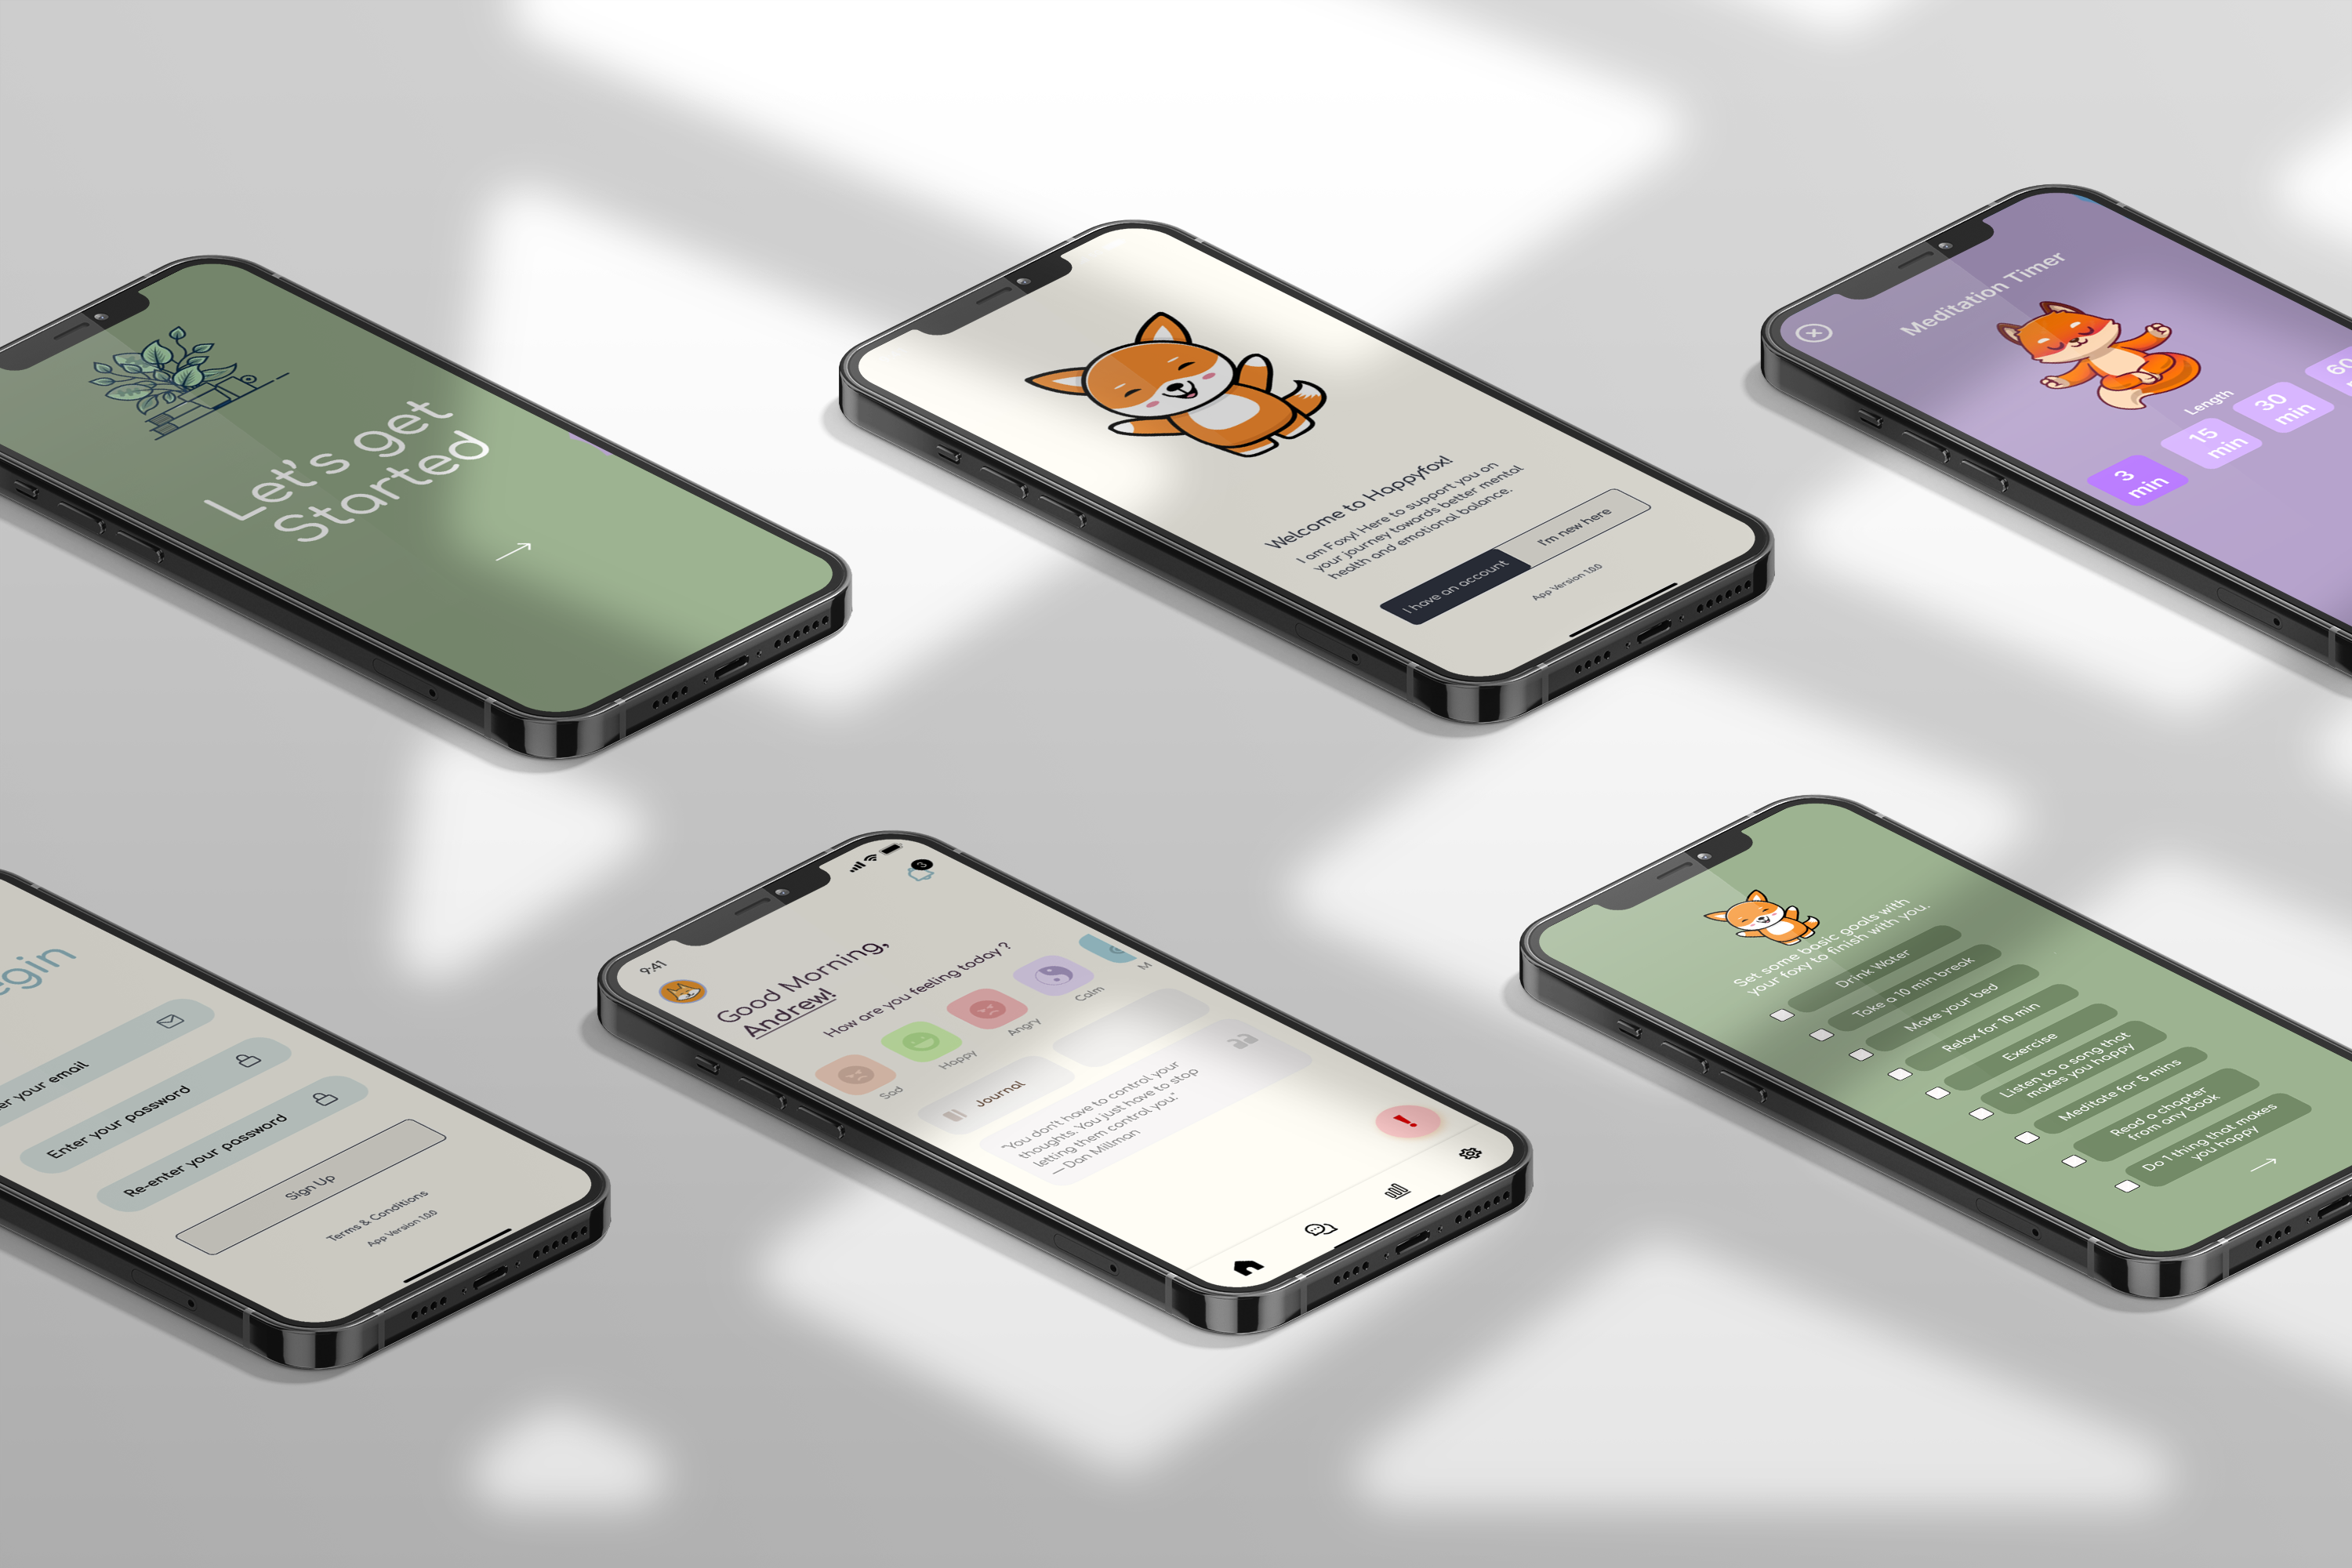 Let's get
Started
Welcome to Happyfox!
I am Foxy! Here to support you on
your journey towards better mental
health and emotional balance.
I have an account
I'm new here
App Version 1.0.0
Meditation Timer
Length
3
min
15
min
30
min
60
egin
er your email
Enter your password
Re-enter your password
Sign Up
Terms & Conditions
App Version 1.0.0
9:41
3
Good Morning,
Andrew!
How are you feeling today ?
Sad
Happy
Angry
Calm
M
Journal
"You don't have to control your
thoughts. You just have to stop
letting them control you."
— Dan Millman
Set some basic goals with
your foxy to finish with you.
Drink Water
Take a 10 min break
Make your bed
Relax for 10 min
Exercise
Listen to a song that
makes you happy
Meditate for 5 mins
Read a chapter
from any book
Do 1 thing that makes
you happy